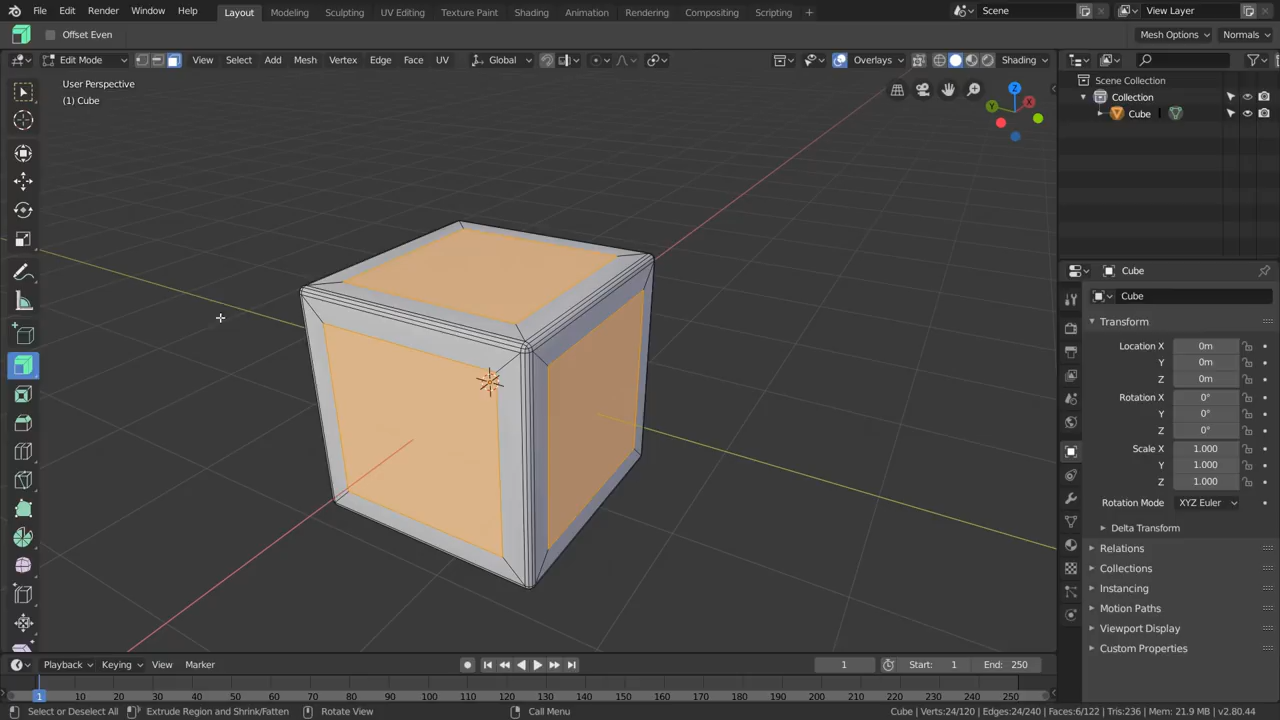 File Edit Render Window Help Layout Modeling Sculpting UV Editing Texture Paint Shading Animation Rendering Compositing Scripting + Scene View Layer
Offset Even Mesh Options Normals
Edit Mode View Select Add Mesh Vertex Edge Face UV Global Overlays Shading
User Perspective
(1) Cube
Z
X
Y
Scene Collection
Collection
Cube
Cube
Cube
Transform
Location X 0m
Y 0m
Z 0m
Rotation X 0°
Y 0°
Z 0°
Scale X 1.000
Y 1.000
Z 1.000
Rotation Mode XYZ Euler
Delta Transform
Relations
Collections
Instancing
Motion Paths
Viewport Display
Custom Properties
Playback Keying View Marker 1 Start: 1 End: 250
1 10 20 30 40 50 60 70 80 90 100 110 120 130 140 150 160 170 180 190 200 210 220 230 240 250
Select or Deselect All Extrude Region and Shrink/Fatten Rotate View Call Menu Cube | Verts:24/120 | Edges:24/240 | Faces:6/122 | Tris:236 | Mem: 21.9 MB | v2.80.44